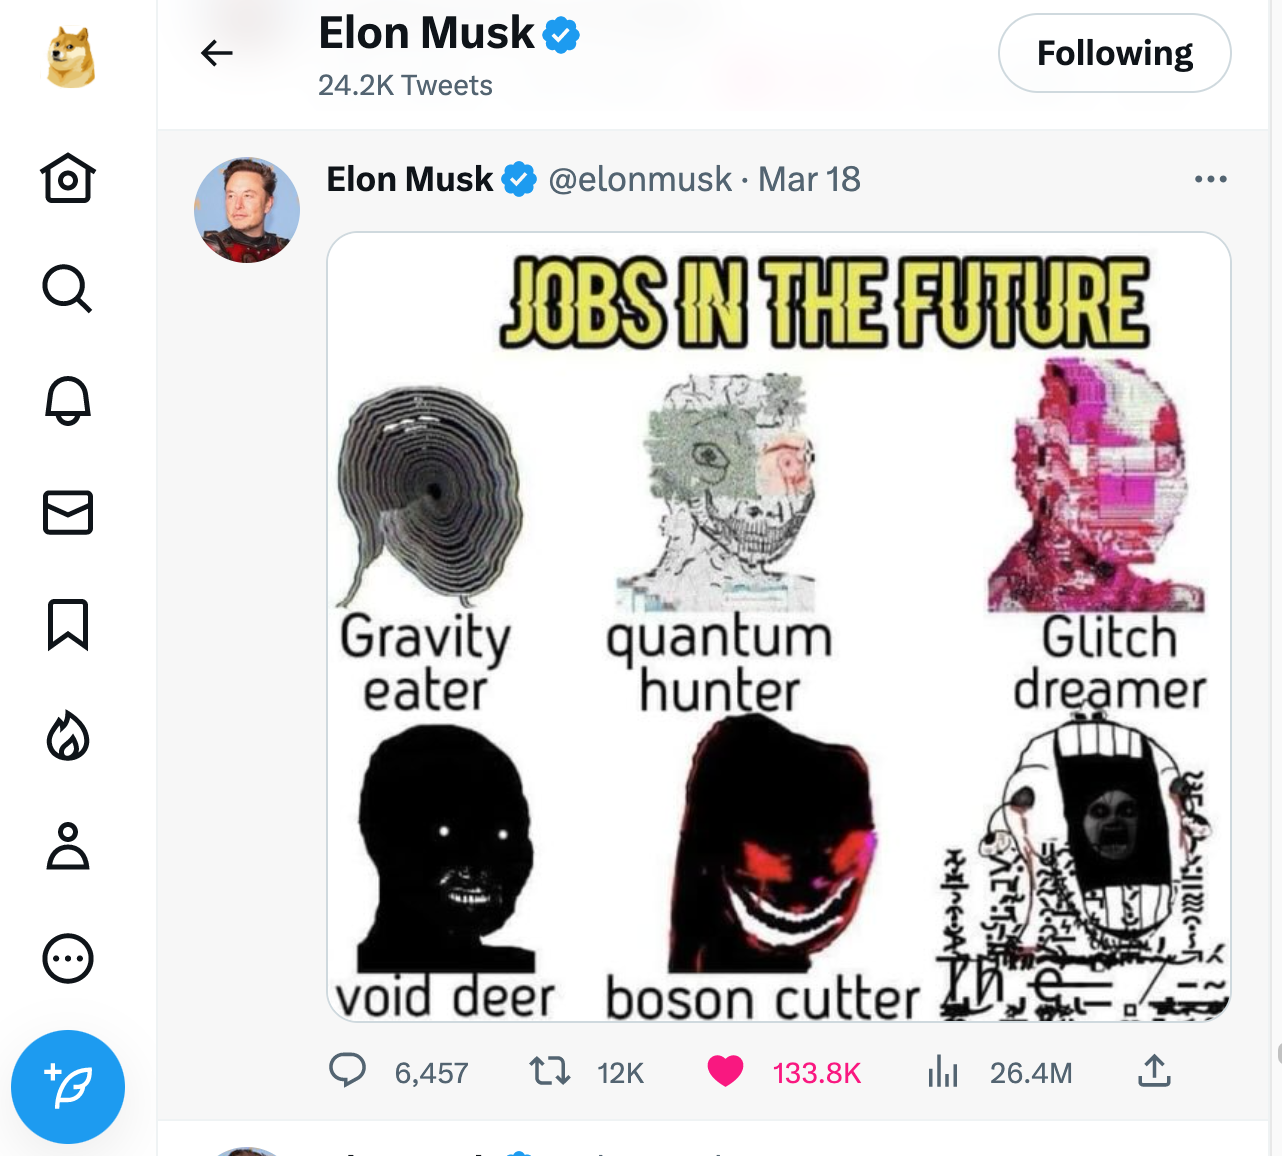 Elon Musk
24.2K Tweets
Following
Elon Musk @elonmusk · Mar 18
JOBS IN THE FUTURE
Gravity eater
quantum hunter
Glitch dreamer
void deer
boson cutter
6,457 12K 133.8K 26.4M